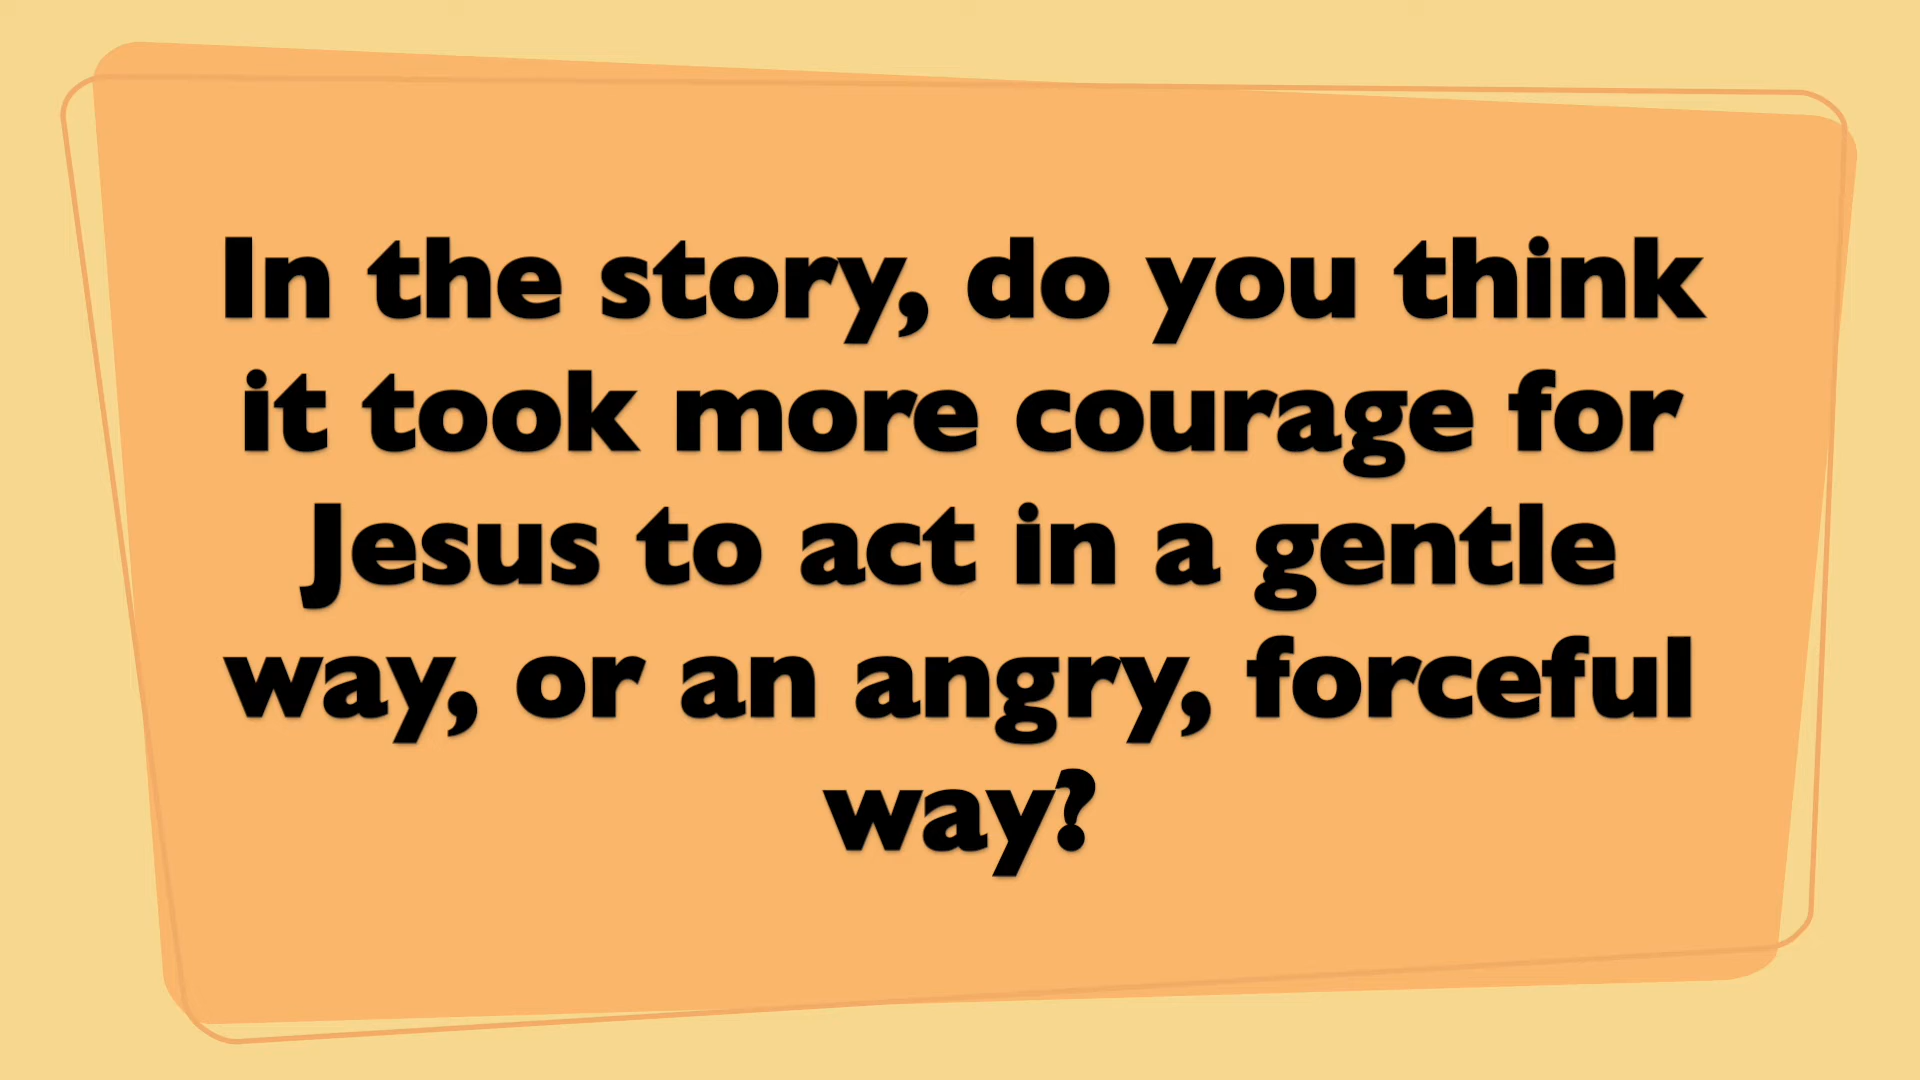 In the story, do you think
it took more courage for
Jesus to act in a gentle
way, or an angry, forceful
way?